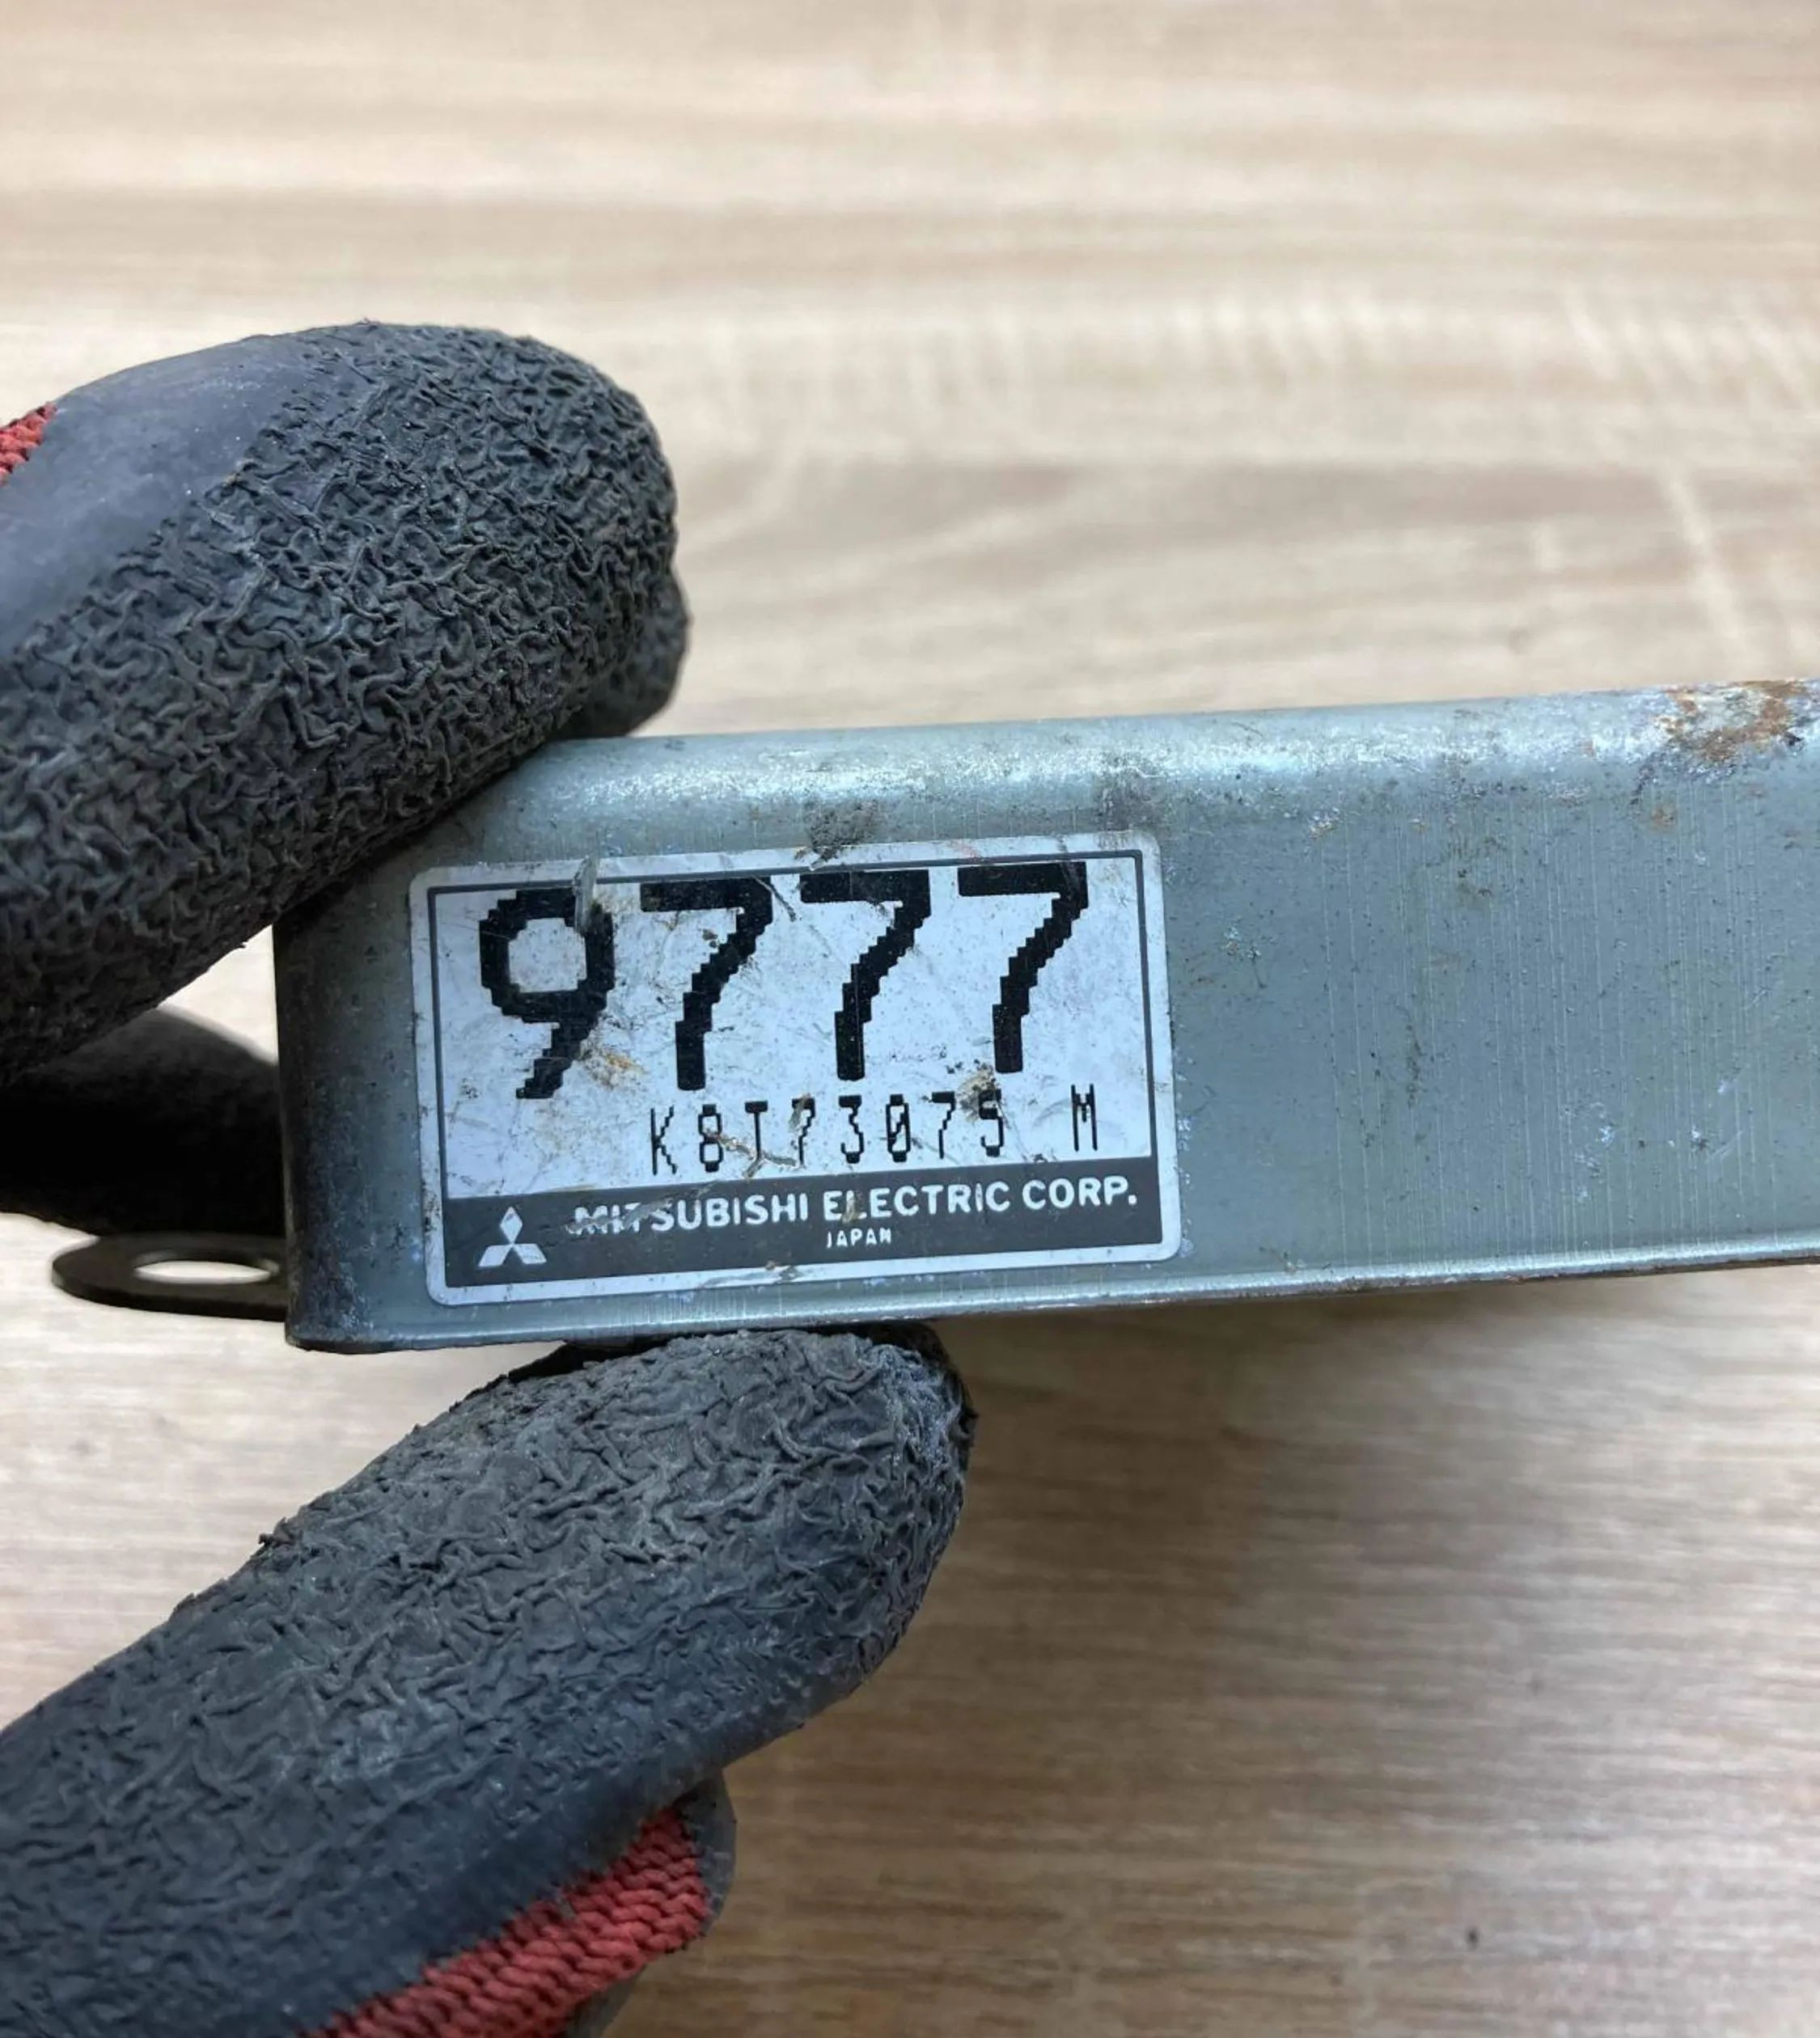 9777
K8T73075 M
MITSUBISHI ELECTRIC CORP.
JAPAN